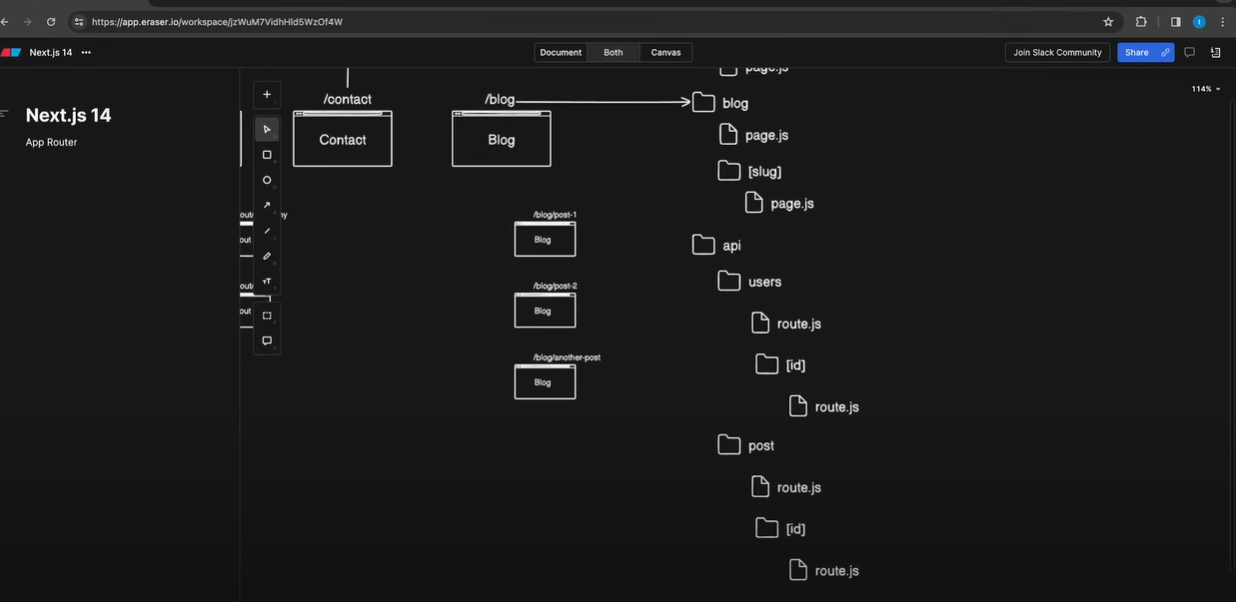 https://app.eraser.io/workspace/jzWuM7VidhHId5WzOf4W
Next.js 14 ...
Document Both Canvas
Join Slack Community
Share
114%
Next.js 14
App Router
/contact
Contact
/blog
Blog
/blog/post-1
Blog
/blog/post-2
Blog
/blog/another-post
Blog
page.js
blog
page.js
[slug]
page.js
api
users
route.js
[id]
route.js
post
route.js
[id]
route.js